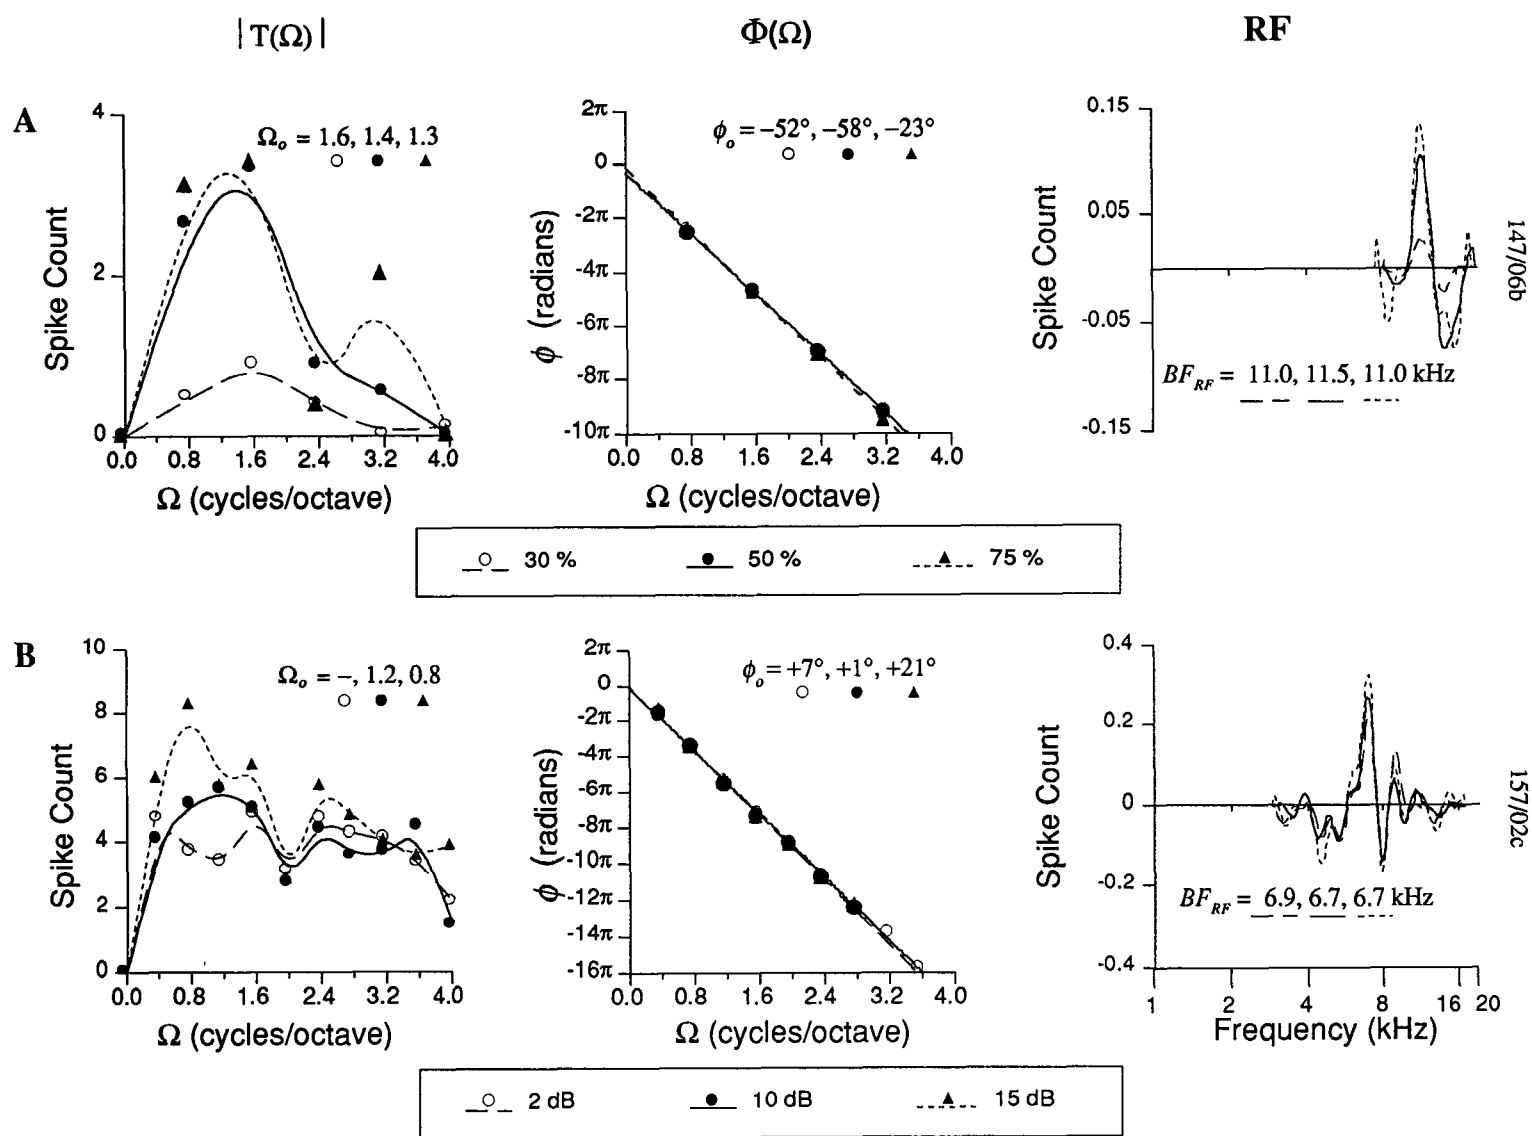 | T(Ω) |
Φ(Ω)
RF
A
4
2
0
Spike Count
Ωₒ = 1.6, 1.4, 1.3
0.0 0.8 1.6 2.4 3.2 4.0
Ω (cycles/octave)
2π
0
-2π
-4π
-6π
-8π
-10π
ϕ (radians)
ϕₒ = –52°, –58°, –23°
0.0 0.8 1.6 2.4 3.2 4.0
Ω (cycles/octave)
0.15
0.05
-0.05
-0.15
Spike Count
BF_RF = 11.0, 11.5, 11.0 kHz
147/06b
30 % 50 % 75 %
B
10
8
6
4
2
0
Spike Count
Ωₒ = –, 1.2, 0.8
0.0 0.8 1.6 2.4 3.2 4.0
Ω (cycles/octave)
2π
0
-2π
-4π
-6π
-8π
-10π
-12π
-14π
-16π
ϕ (radians)
ϕₒ = +7°, +1°, +21°
0.0 0.8 1.6 2.4 3.2 4.0
Ω (cycles/octave)
0.4
0.2
0
-0.2
-0.4
Spike Count
BF_RF = 6.9, 6.7, 6.7 kHz
1 2 4 8 16 20
Frequency (kHz)
157/02c
2 dB 10 dB 15 dB